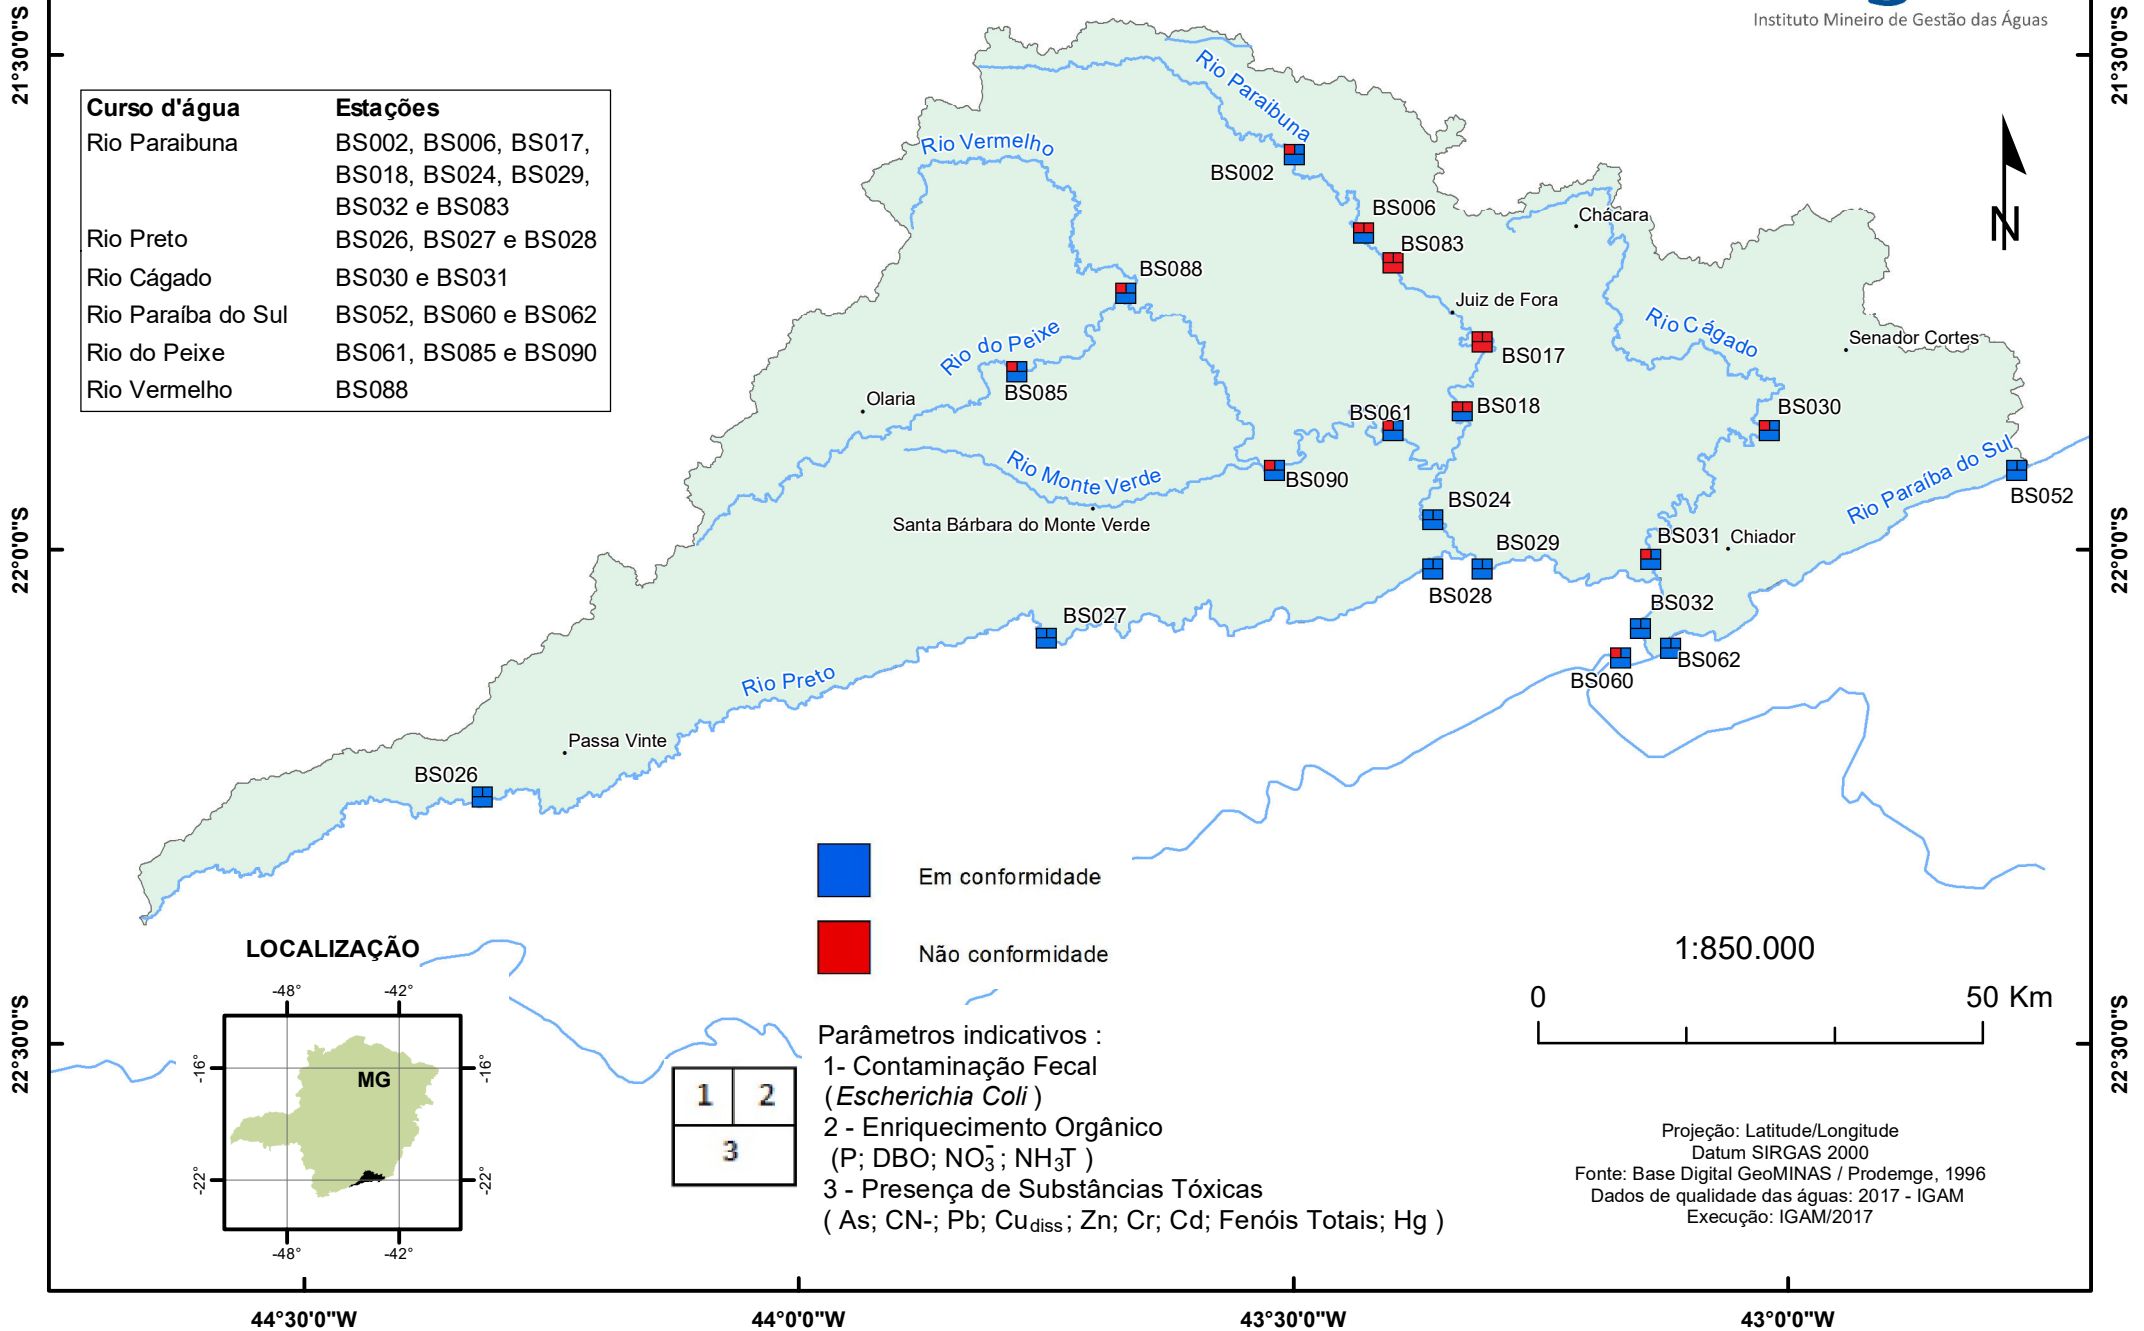 Instituto Mineiro de Gestão das Águas
21°30'0"S
21°30'0"S
Curso d'água Estações
Rio Paraibuna BS002, BS006, BS017,
BS018, BS024, BS029,
BS032 e BS083
Rio Preto BS026, BS027 e BS028
Rio Cágado BS030 e BS031
Rio Paraíba do Sul BS052, BS060 e BS062
Rio do Peixe BS061, BS085 e BS090
Rio Vermelho BS088
Rio Paraibuna
Rio Vermelho
BS002
N
BS006
Chácara
BS083
BS088
Juiz de Fora
Rio Cágado
Senador Cortes
Rio do Peixe
BS017
BS085
Olaria
BS061
BS018
BS030
Rio Monte Verde
BS090
Rio Paraíba do Sul
BS052
BS024
Santa Bárbara do Monte Verde
22°0'0"S
22°0'0"S
BS029
BS031
Chiador
BS028
BS032
BS027
BS062
BS060
Rio Preto
Passa Vinte
BS026
Em conformidade
Não conformidade
LOCALIZAÇÃO
1:850.000
0 50 Km
-48° -42°
-16° -16°
MG
-22° -22°
-48° -42°
22°30'0"S
22°30'0"S
1 2
3
Parâmetros indicativos :
1- Contaminação Fecal
(Escherichia Coli )
2 - Enriquecimento Orgânico
(P; DBO; NO₃⁻; NH₃T )
3 - Presença de Substâncias Tóxicas
( As; CN-; Pb; Cudiss; Zn; Cr; Cd; Fenóis Totais; Hg )
Projeção: Latitude/Longitude
Datum SIRGAS 2000
Fonte: Base Digital GeoMINAS / Prodemge, 1996
Dados de qualidade das águas: 2017 - IGAM
Execução: IGAM/2017
44°30'0"W 44°0'0"W 43°30'0"W 43°0'0"W